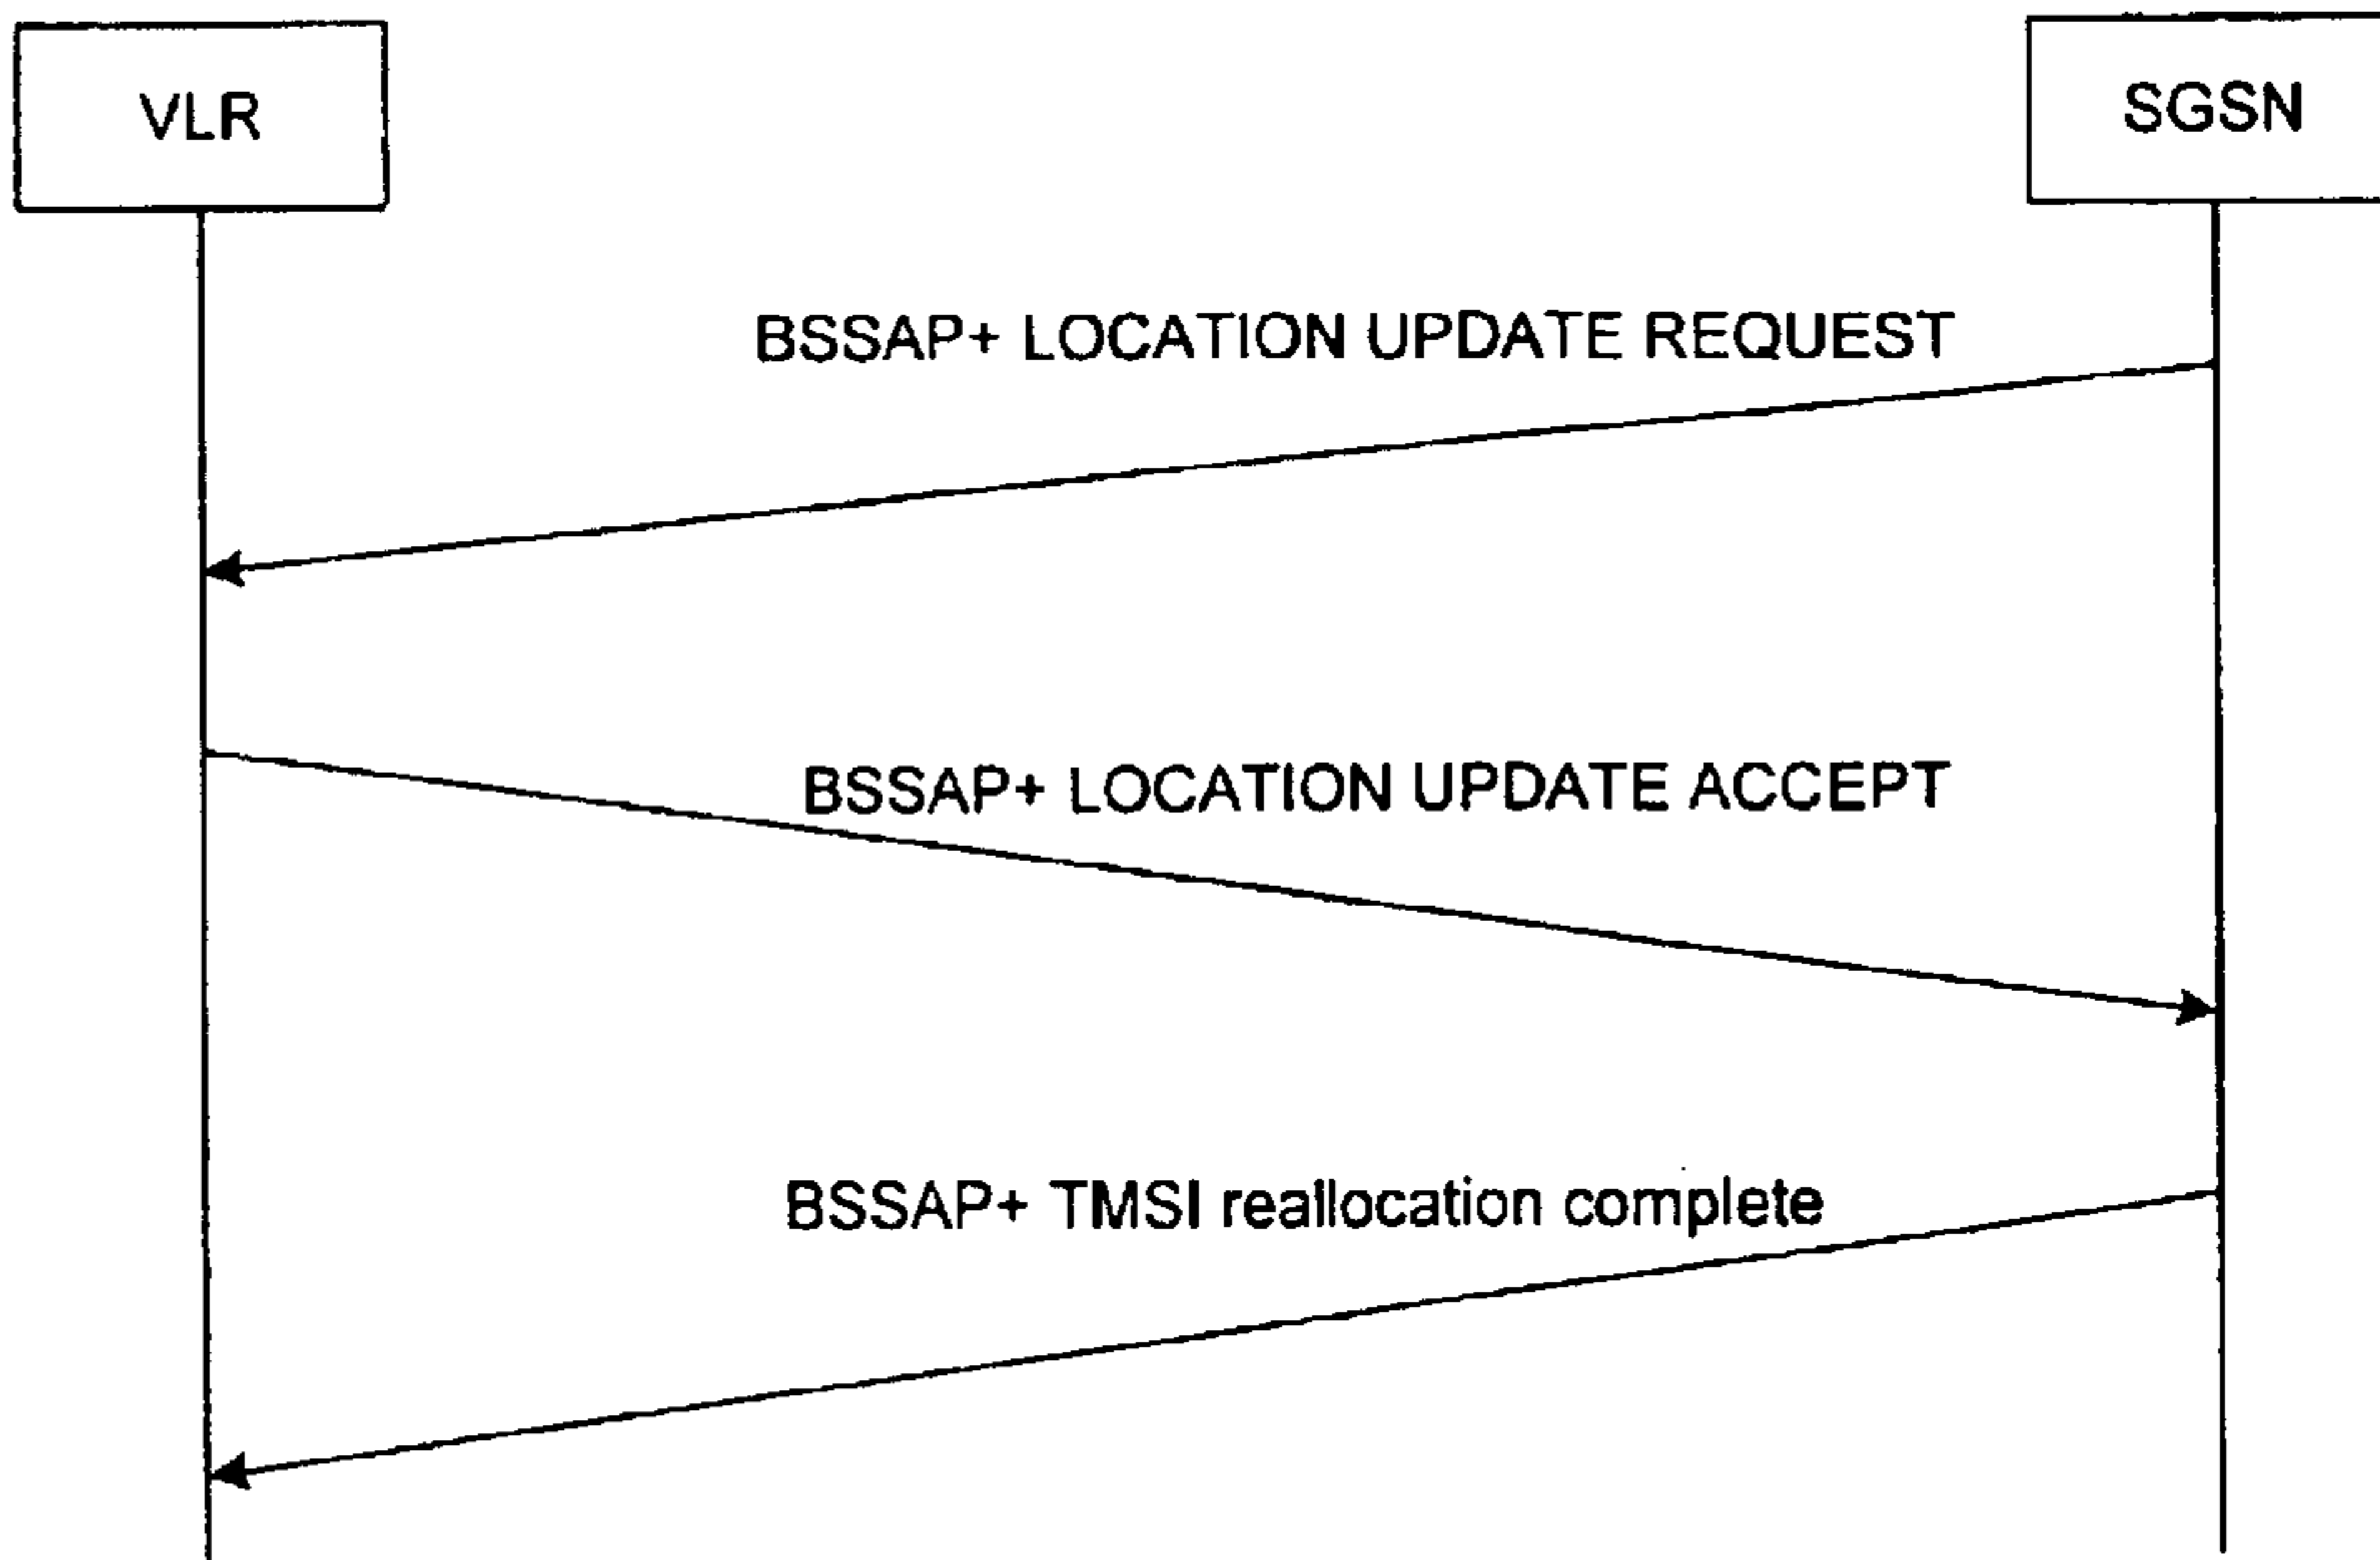 VLR
SGSN
BSSAP+ LOCATION UPDATE REQUEST
BSSAP+ LOCATION UPDATE ACCEPT
BSSAP+ TMSI reallocation complete